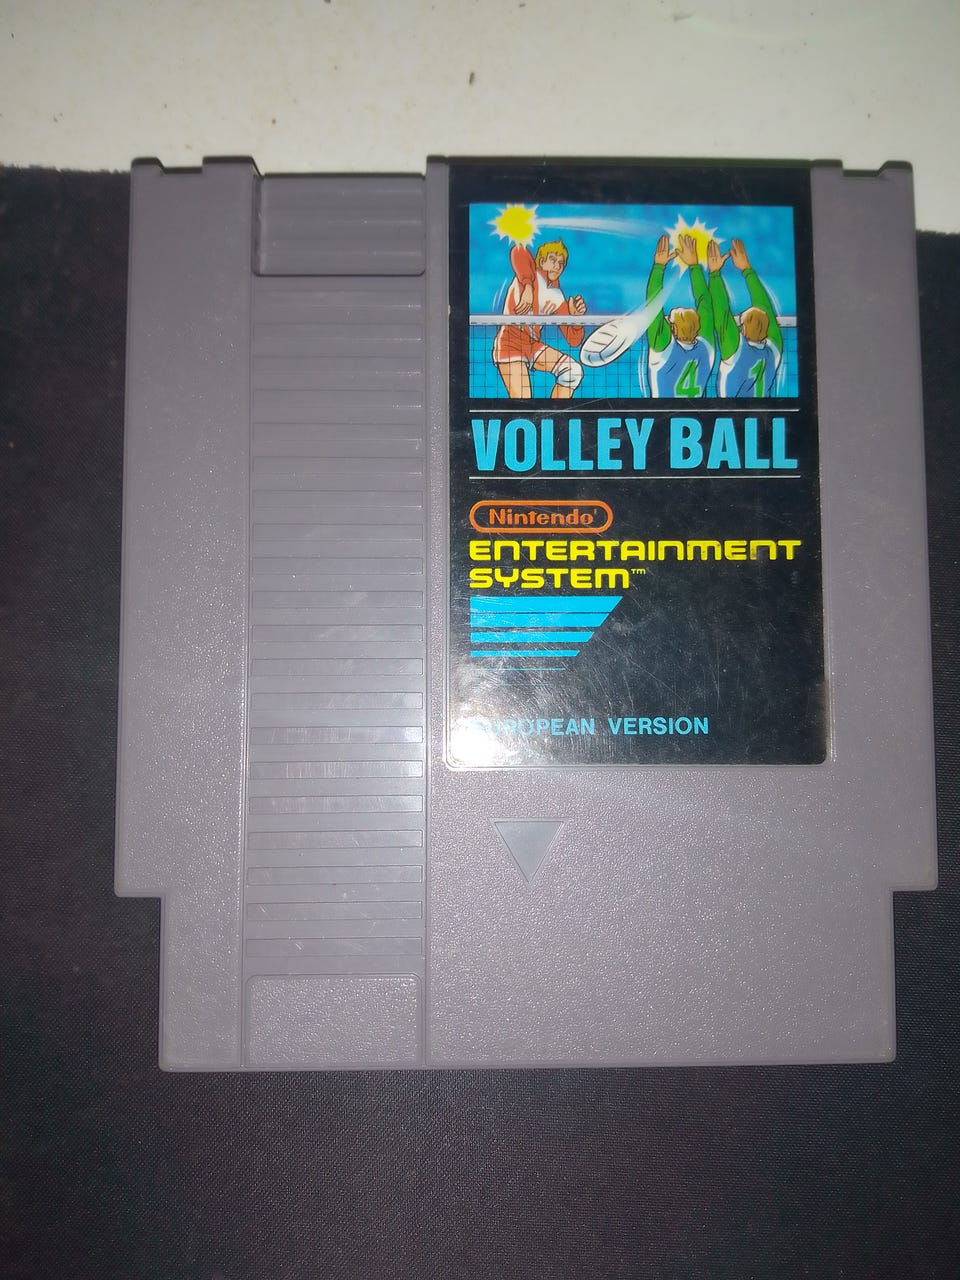 4 1
VOLLEY BALL
Nintendo
ENTERTAINMENT
SYSTEM™
EUROPEAN VERSION